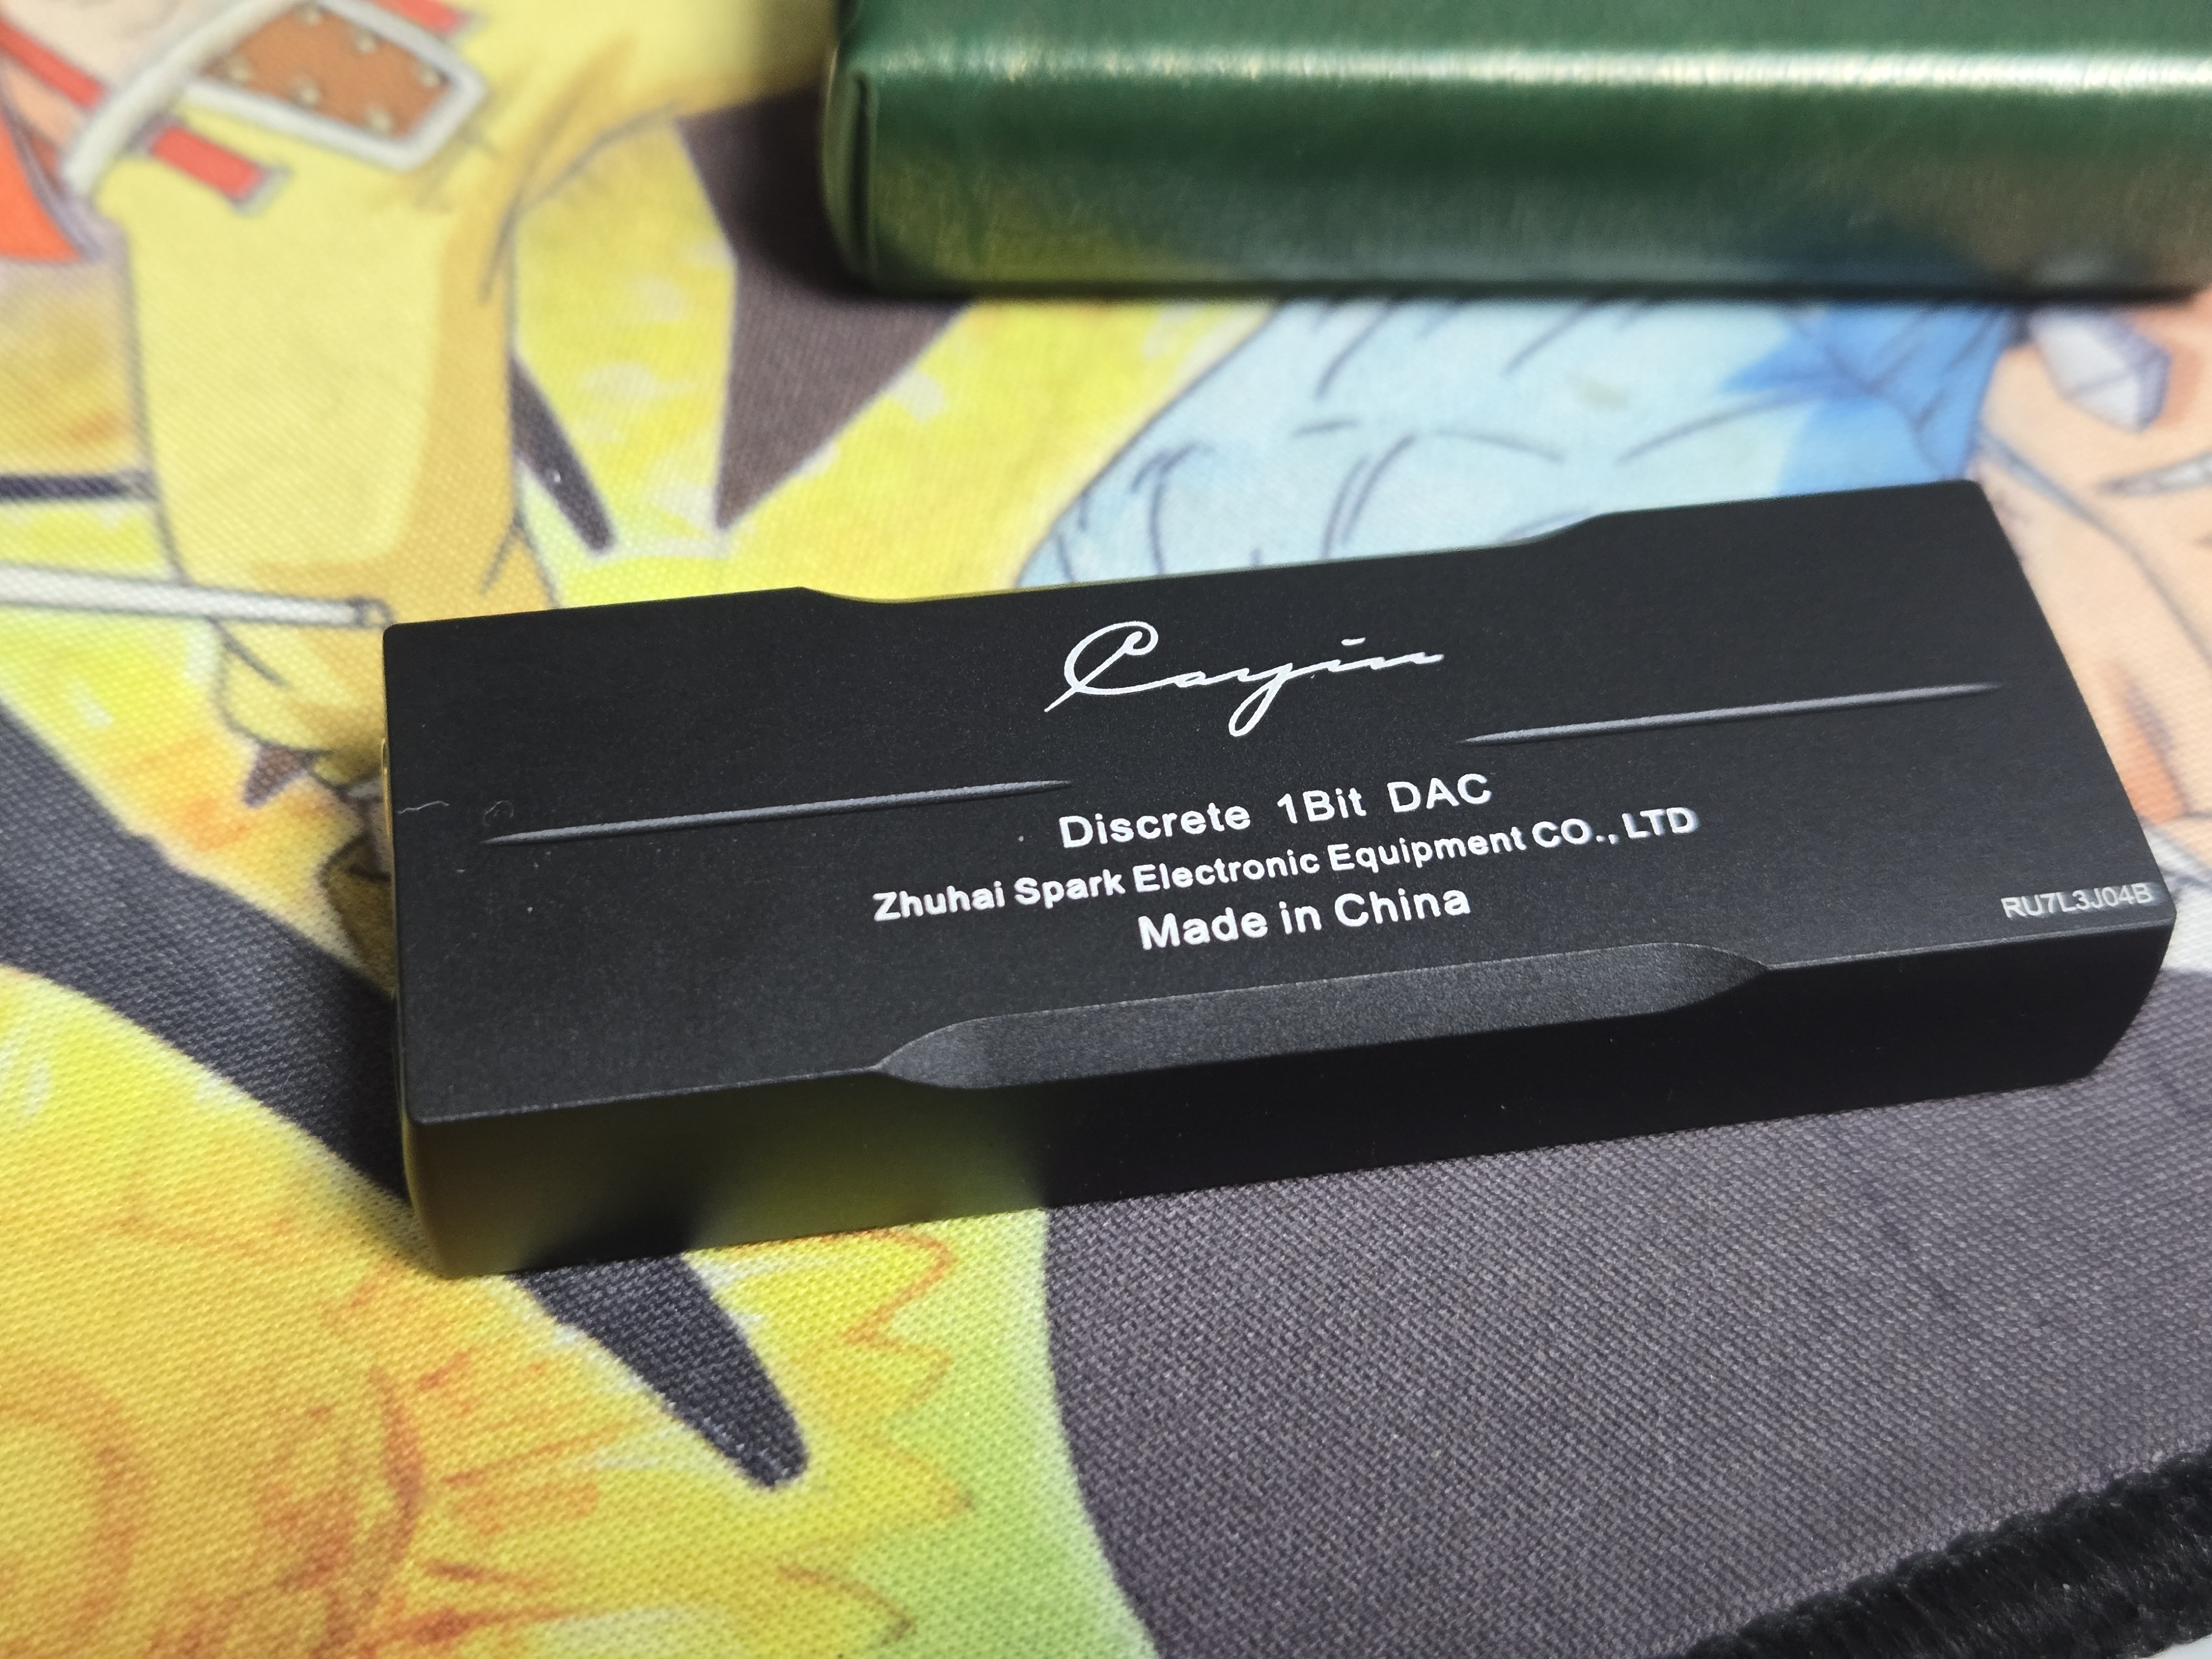 Cayin
Discrete 1Bit DAC
Zhuhai Spark Electronic Equipment CO., LTD
Made in China
RU7L3J04B